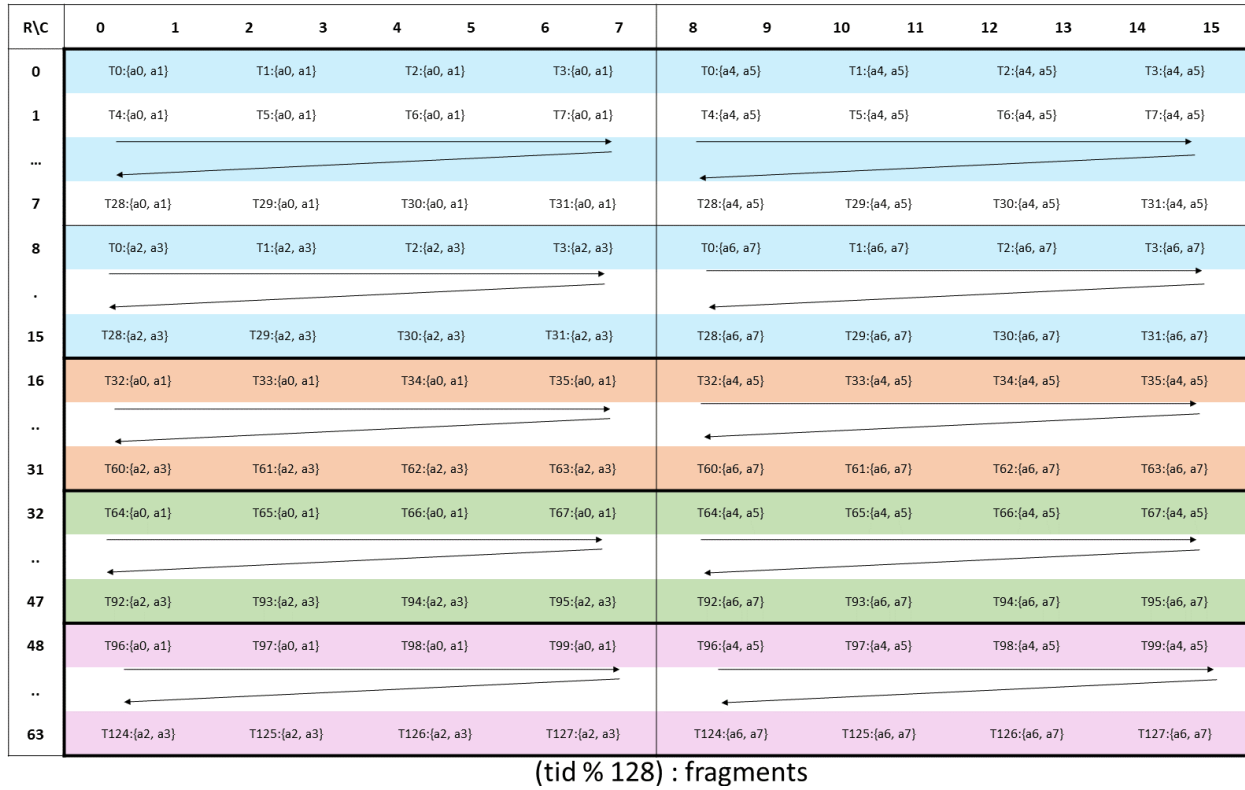 R\C 0 1 2 3 4 5 6 7 8 9 10 11 12 13 14 15
0 T0:{a0, a1} T1:{a0, a1} T2:{a0, a1} T3:{a0, a1} T0:{a4, a5} T1:{a4, a5} T2:{a4, a5} T3:{a4, a5}
1 T4:{a0, a1} T5:{a0, a1} T6:{a0, a1} T7:{a0, a1} T4:{a4, a5} T5:{a4, a5} T6:{a4, a5} T7:{a4, a5}
...
7 T28:{a0, a1} T29:{a0, a1} T30:{a0, a1} T31:{a0, a1} T28:{a4, a5} T29:{a4, a5} T30:{a4, a5} T31:{a4, a5}
8 T0:{a2, a3} T1:{a2, a3} T2:{a2, a3} T3:{a2, a3} T0:{a6, a7} T1:{a6, a7} T2:{a6, a7} T3:{a6, a7}
.
15 T28:{a2, a3} T29:{a2, a3} T30:{a2, a3} T31:{a2, a3} T28:{a6, a7} T29:{a6, a7} T30:{a6, a7} T31:{a6, a7}
16 T32:{a0, a1} T33:{a0, a1} T34:{a0, a1} T35:{a0, a1} T32:{a4, a5} T33:{a4, a5} T34:{a4, a5} T35:{a4, a5}
..
31 T60:{a2, a3} T61:{a2, a3} T62:{a2, a3} T63:{a2, a3} T60:{a6, a7} T61:{a6, a7} T62:{a6, a7} T63:{a6, a7}
32 T64:{a0, a1} T65:{a0, a1} T66:{a0, a1} T67:{a0, a1} T64:{a4, a5} T65:{a4, a5} T66:{a4, a5} T67:{a4, a5}
..
47 T92:{a2, a3} T93:{a2, a3} T94:{a2, a3} T95:{a2, a3} T92:{a6, a7} T93:{a6, a7} T94:{a6, a7} T95:{a6, a7}
48 T96:{a0, a1} T97:{a0, a1} T98:{a0, a1} T99:{a0, a1} T96:{a4, a5} T97:{a4, a5} T98:{a4, a5} T99:{a4, a5}
..
63 T124:{a2, a3} T125:{a2, a3} T126:{a2, a3} T127:{a2, a3} T124:{a6, a7} T125:{a6, a7} T126:{a6, a7} T127:{a6, a7}
(tid % 128) : fragments